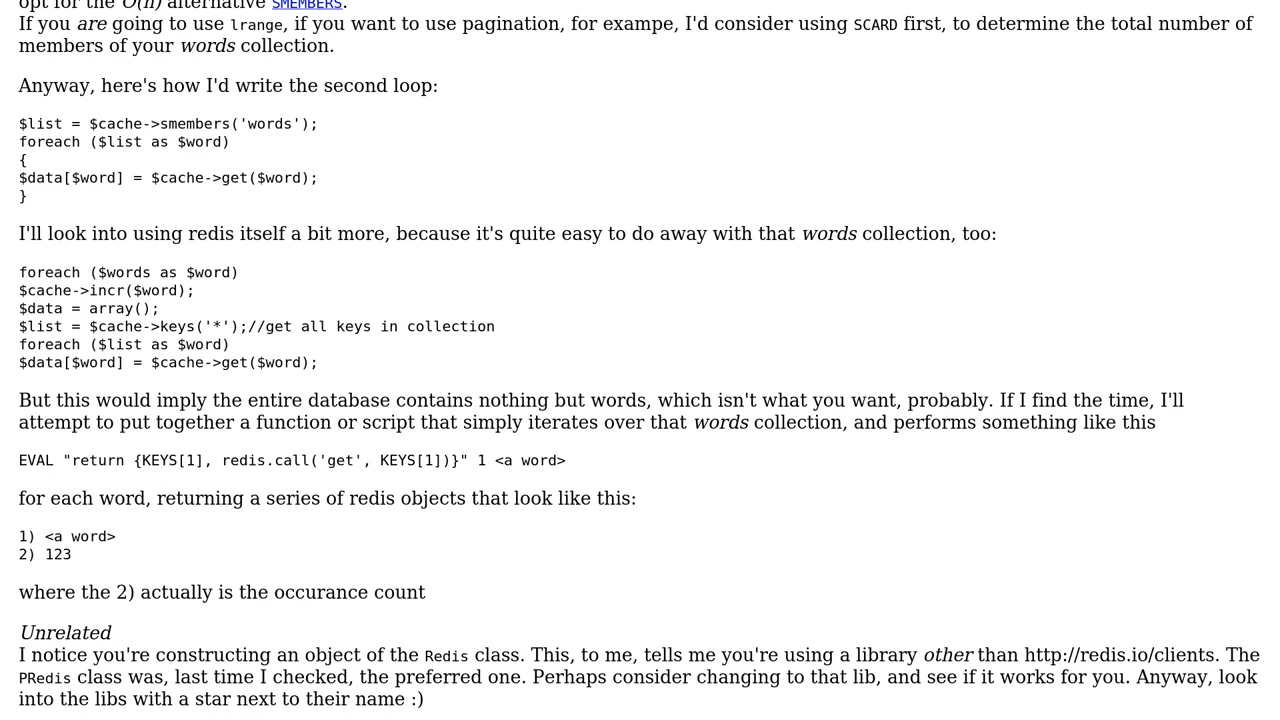 opt for the O(n) alternative SMEMBERS.
If you are going to use lrange, if you want to use pagination, for exampe, I'd consider using SCARD first, to determine the total number of
members of your words collection.
Anyway, here's how I'd write the second loop:
$list = $cache->smembers('words');
foreach ($list as $word)
{
$data[$word] = $cache->get($word);
}
I'll look into using redis itself a bit more, because it's quite easy to do away with that words collection, too:
foreach ($words as $word)
$cache->incr($word);
$data = array();
$list = $cache->keys('*');//get all keys in collection
foreach ($list as $word)
$data[$word] = $cache->get($word);
But this would imply the entire database contains nothing but words, which isn't what you want, probably. If I find the time, I'll
attempt to put together a function or script that simply iterates over that words collection, and performs something like this
EVAL "return {KEYS[1], redis.call('get', KEYS[1])}" 1 <a word>
for each word, returning a series of redis objects that look like this:
1) <a word>
2) 123
where the 2) actually is the occurance count
Unrelated
I notice you're constructing an object of the Redis class. This, to me, tells me you're using a library other than http://redis.io/clients. The
PRedis class was, last time I checked, the preferred one. Perhaps consider changing to that lib, and see if it works for you. Anyway, look
into the libs with a star next to their name :)